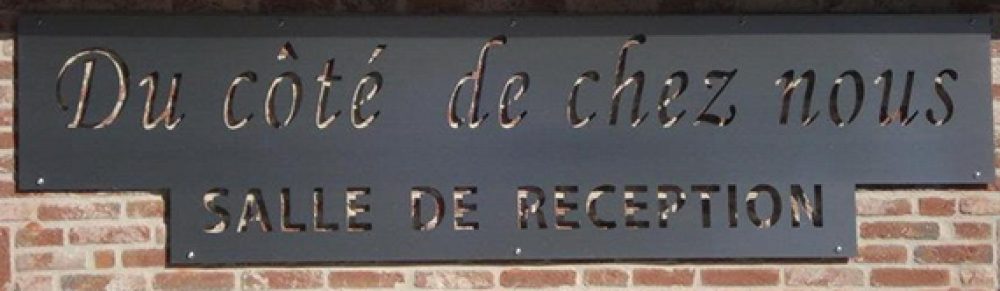 Du côté de chez nous
SALLE DE RECEPTION